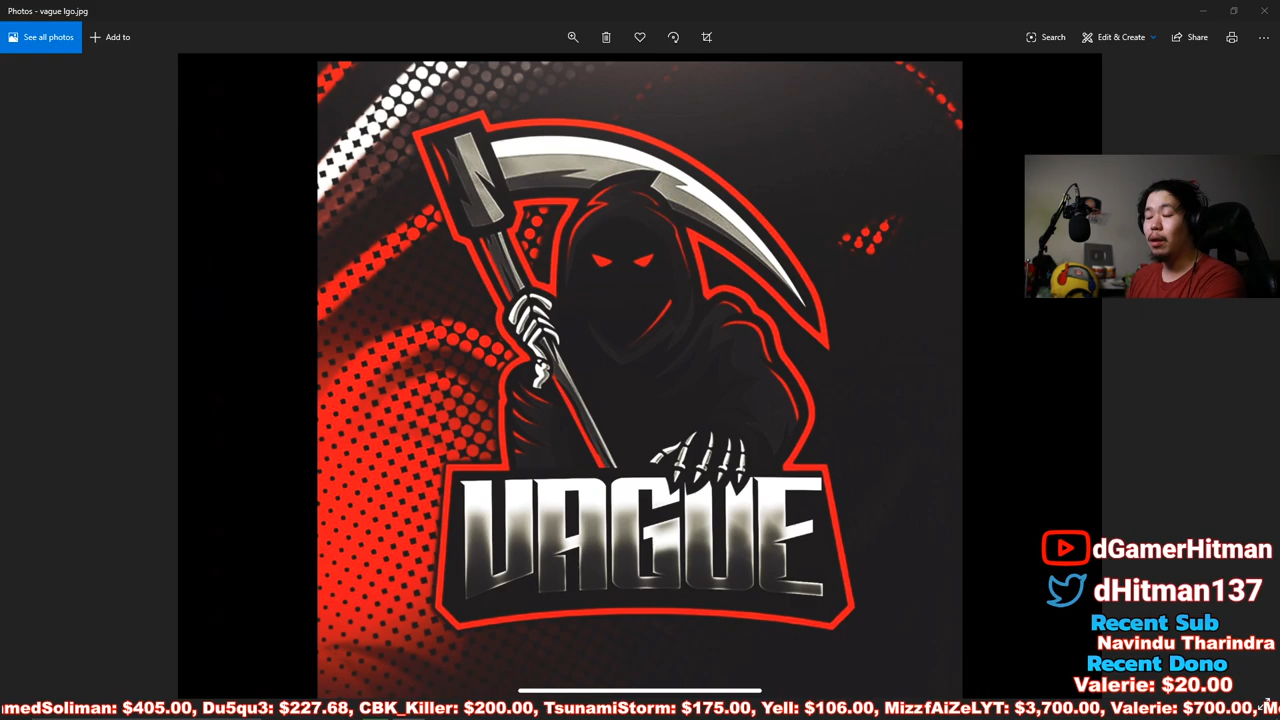 Photos - vague lgo.jpg
See all photos
Add to
Search
Edit & Create
Share
VAGUE
dGamerHitman
dHitman137
Recent Sub
Navindu Tharindra
Recent Dono
Valerie: $20.00
medSoliman: $405.00, Du5qu3: $227.68, CBK_Killer: $200.00, TsunamiStorm: $175.00, Yell: $106.00, MizzfAiZeLYT: $3,700.00, Valerie: $700.00,